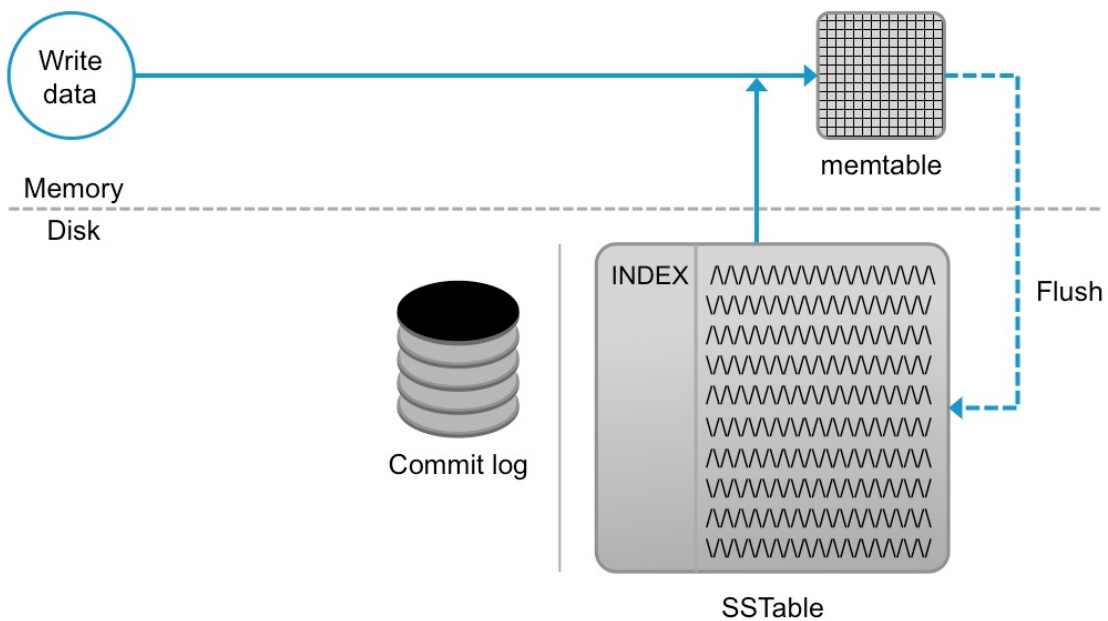 Write
data
memtable
Memory
Disk
INDEX
Flush
Commit log
SSTable